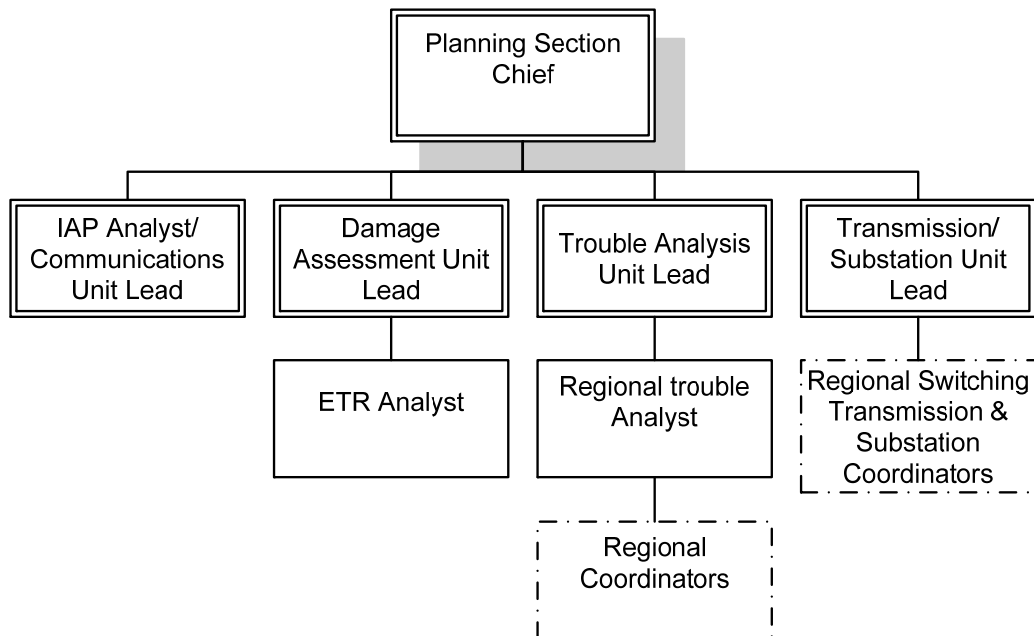 Planning Section
Chief
IAP Analyst/
Communications
Unit Lead
Damage
Assessment Unit
Lead
Trouble Analysis
Unit Lead
Transmission/
Substation Unit
Lead
ETR Analyst
Regional trouble
Analyst
Regional Switching
Transmission &
Substation
Coordinators
Regional
Coordinators